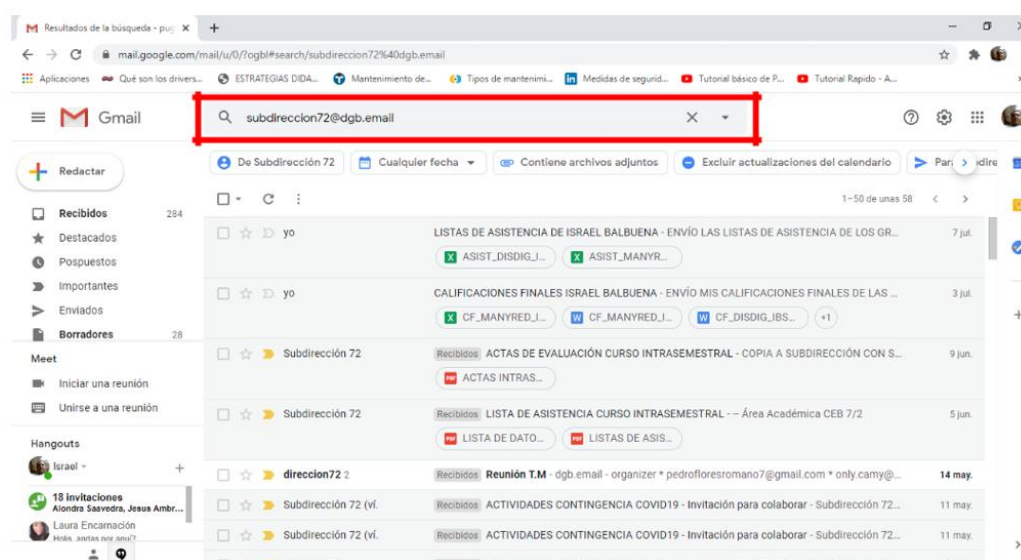 Resultados de la búsqueda - pug
mail.google.com/mail/u/0/?ogbl#search/subdireccion72%40dgb.email
Aplicaciones Qué son los drivers... ESTRATEGIAS DIDA... Mantenimiento de... Tipos de mantenimi... Medidas de segurid... Tutorial básico de P... Tutorial Rapido - A...
Gmail
subdireccion72@dgb.email
Redactar
De Subdirección 72 Cualquier fecha Contiene archivos adjuntos Excluir actualizaciones del calendario
1–50 de unas 58
Recibidos 284
Destacados
Pospuestos
Importantes
Enviados
Borradores 28
Meet
Iniciar una reunión
Unirse a una reunión
Hangouts
Israel
18 invitaciones
Aiondra Saavedra, Jesus Ambr...
Laura Encarnación
yo LISTAS DE ASISTENCIA DE ISRAEL BALBUENA - ENVÍO LAS LISTAS DE ASISTENCIA DE LOS GR... 7 jul.
ASIST_DISDIG_I... ASIST_MANYR...
yo CALIFICACIONES FINALES ISRAEL BALBUENA - ENVÍO MIS CALIFICACIONES FINALES DE LAS ... 3 jul.
CF_MANYRED_I... CF_MANYRED_I... CF_DISDIG_IBS... +1
Subdirección 72 Recibidos ACTAS DE EVALUACIÓN CURSO INTRASEMESTRAL - COPIA A SUBDIRECCIÓN CON S... 9 jun.
ACTAS INTRAS...
Subdirección 72 Recibidos LISTA DE ASISTENCIA CURSO INTRASEMESTRAL - – Área Académica CEB 7/2 5 jun.
LISTA DE DATO... LISTAS DE ASIS...
direccion72 2 Recibidos Reunión T.M - dgb.email - organizer * pedrofloresromano7@gmail.com * only.camy@... 14 may.
Subdirección 72 (ví. Recibidos ACTIVIDADES CONTINGENCIA COVID19 - Invitación para colaborar - Subdirección 72... 11 may.
Subdirección 72 (ví. Recibidos ACTIVIDADES CONTINGENCIA COVID19 - Invitación para colaborar - Subdirección 72... 11 may.